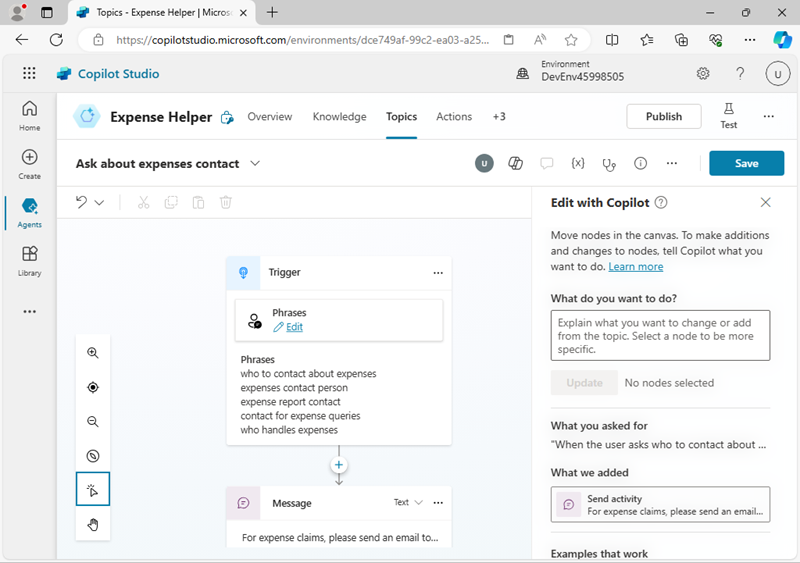 Topics - Expense Helper | Micros
https://copilotstudio.microsoft.com/environments/dce749af-99c2-ea03-a25...
Copilot Studio
Environment
DevEnv45998505
U
Home
Create
Agents
Library
Expense Helper
Overview
Knowledge
Topics
Actions
+3
Publish
Test
Ask about expenses contact
U
{x}
Save
Trigger
Phrases
Edit
Phrases
who to contact about expenses
expenses contact person
expense report contact
contact for expense queries
who handles expenses
Message
Text
For expense claims, please send an email to...
Edit with Copilot
Move nodes in the canvas. To make additions
and changes to nodes, tell Copilot what you
want to do. Learn more
What do you want to do?
Explain what you want to change or add
from the topic. Select a node to be more
specific.
Update
No nodes selected
What you asked for
"When the user asks who to contact about ...
What we added
Send activity
For expense claims, please send an email...
Examples that work